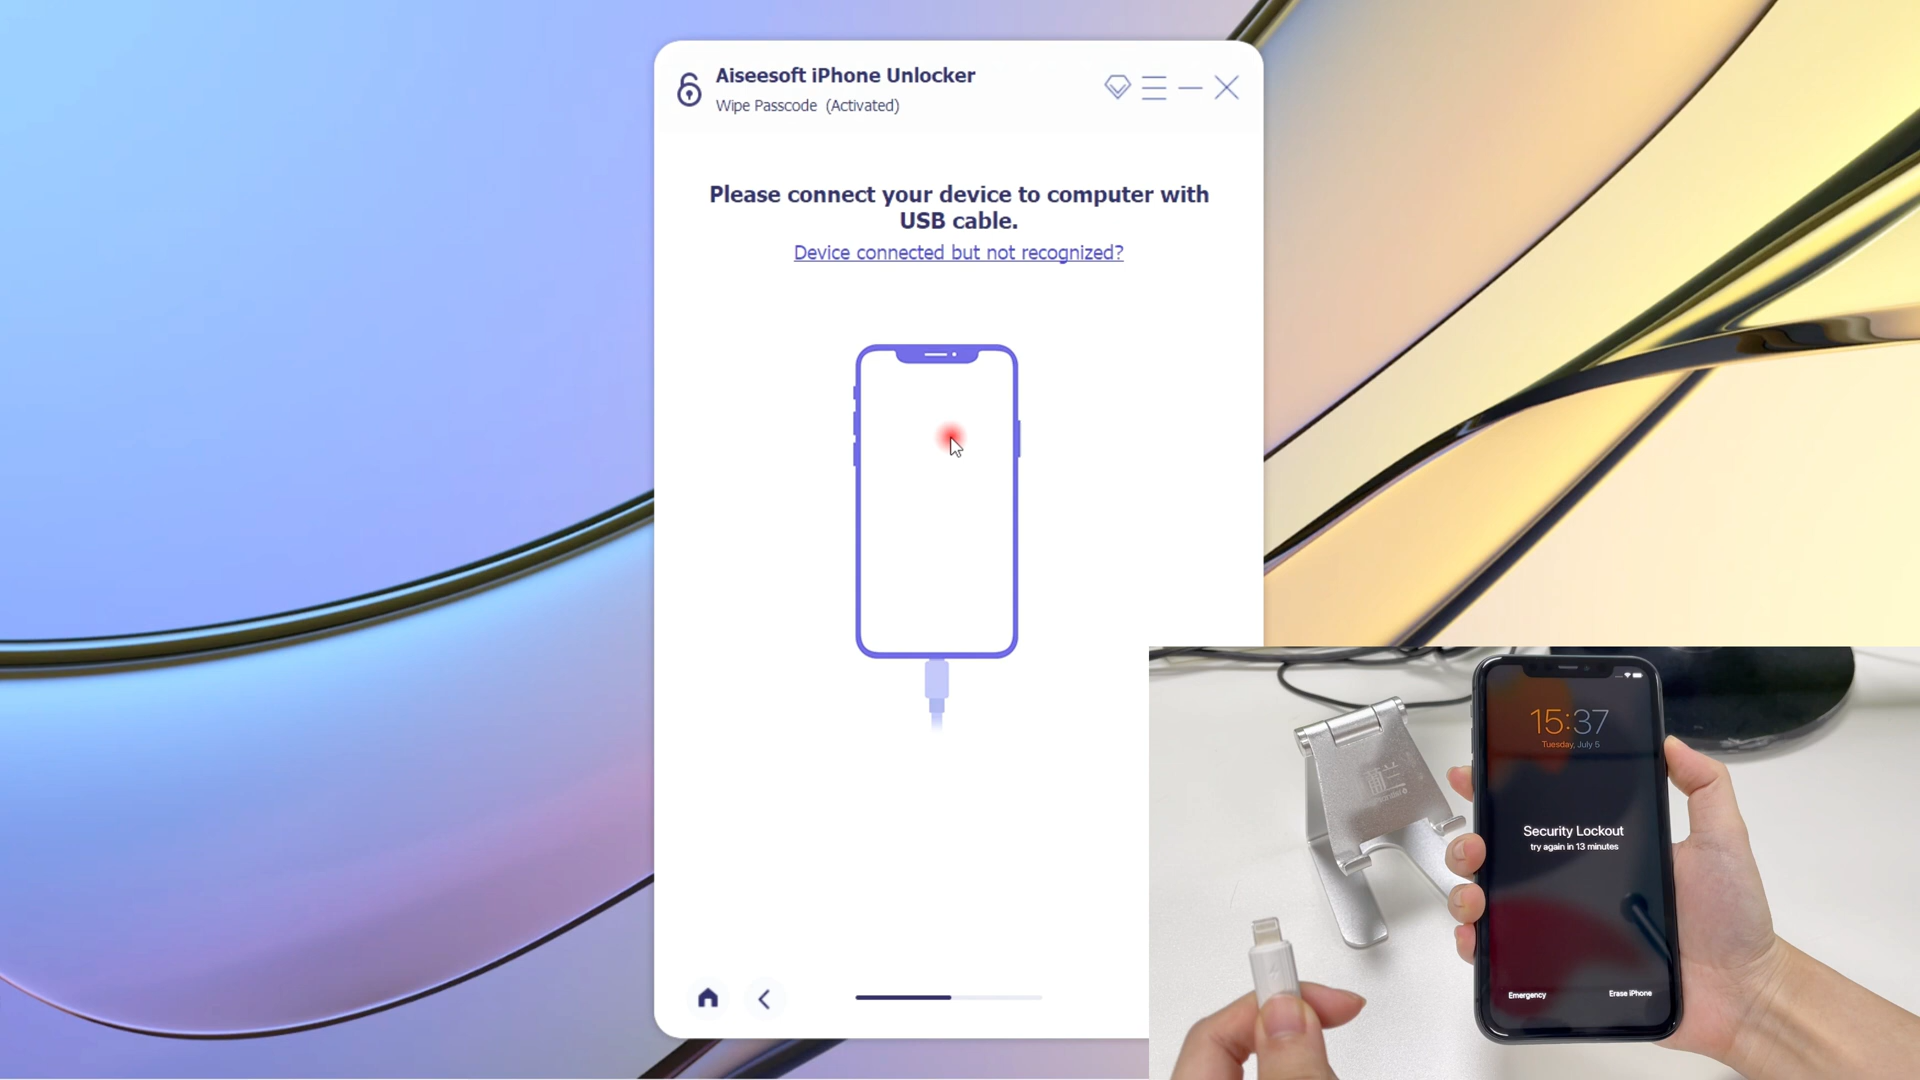 Aiseesoft iPhone Unlocker
Wipe Passcode (Activated)
Please connect your device to computer with
USB cable.
Device connected but not recognized?
15:37
Tuesday, July 5
Security Lockout
try again in 13 minutes
Emergency
Erase iPhone